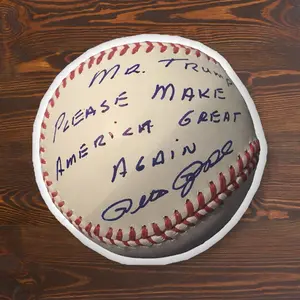 MR. TRUMP
PLEASE MAKE
AMERICA GREAT
AGAIN
Pete Rose